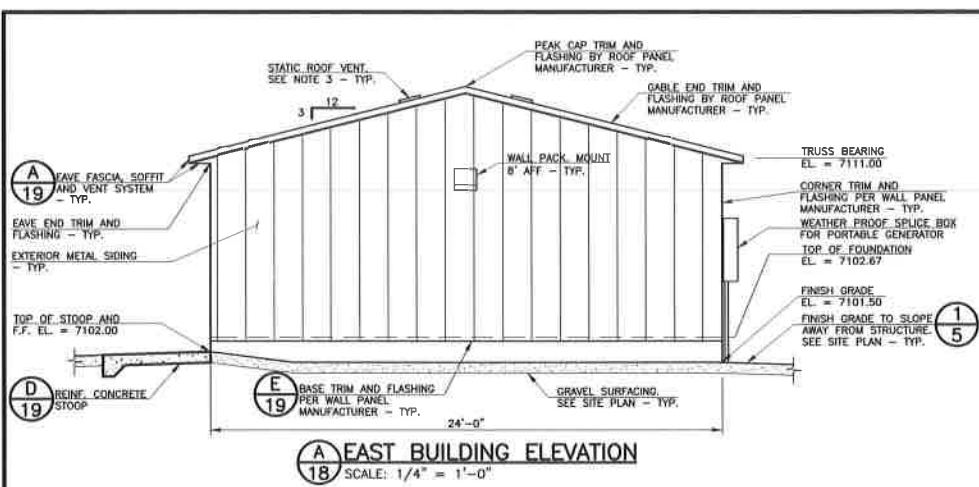 PEAK CAP TRIM AND
FLASHING BY ROOF PANEL
MANUFACTURER - TYP.
STATIC ROOF VENT.
SEE NOTE 3 - TYP.
12
3
GABLE END TRIM AND
FLASHING BY ROOF PANEL
MANUFACTURER - TYP.
A
19
EAVE FASCIA, SOFFIT
AND VENT SYSTEM
- TYP.
WALL PACK. MOUNT
8' AFF - TYP.
TRUSS BEARING
EL. = 7111.00
CORNER TRIM AND
FLASHING PER WALL PANEL
MANUFACTURER - TYP.
EAVE END TRIM AND
FLASHING - TYP.
WEATHER PROOF SPLICE BOX
FOR PORTABLE GENERATOR
EXTERIOR METAL SIDING
- TYP.
TOP OF FOUNDATION
EL. = 7102.67
FINISH GRADE
EL. = 7101.50
TOP OF STOOP AND
F.F. EL. = 7102.00
FINISH GRADE TO SLOPE
AWAY FROM STRUCTURE.
SEE SITE PLAN - TYP.
1
5
D
19
REINF. CONCRETE
STOOP
E
19
BASE TRIM AND FLASHING
PER WALL PANEL
MANUFACTURER - TYP.
GRAVEL SURFACING.
SEE SITE PLAN - TYP.
24'-0"
A
18
EAST BUILDING ELEVATION
SCALE: 1/4" = 1'-0"